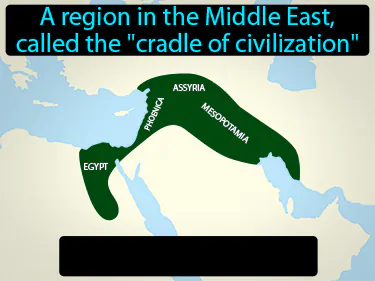 A region in the Middle East,
called the "cradle of civilization"
ASSYRIA
PHOENICA
MESOPOTAMIA
EGYPT